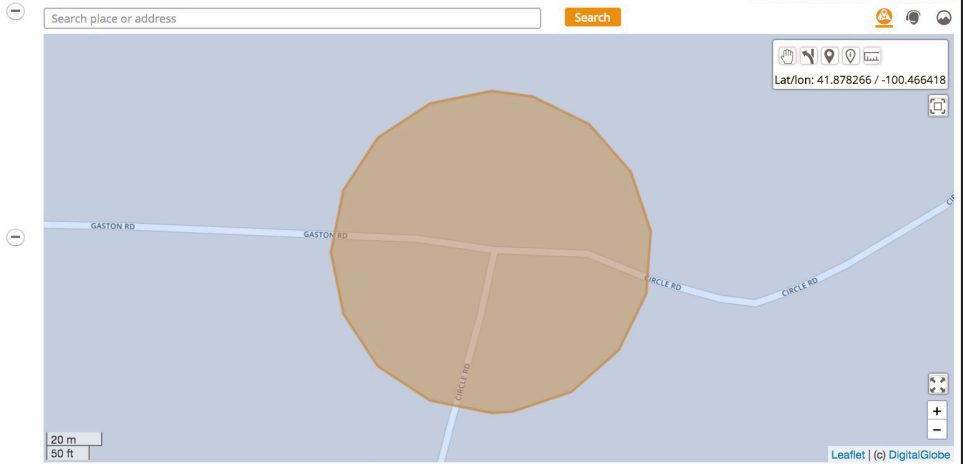 Search place or address
Search
Lat/lon: 41.878266 / -100.466418
GASTON RD
GASTON RD
CIRCLE RD
CIRCLE RD
CIRCLE RD
20 m
50 ft
+
−
Leaflet | (c) DigitalGlobe